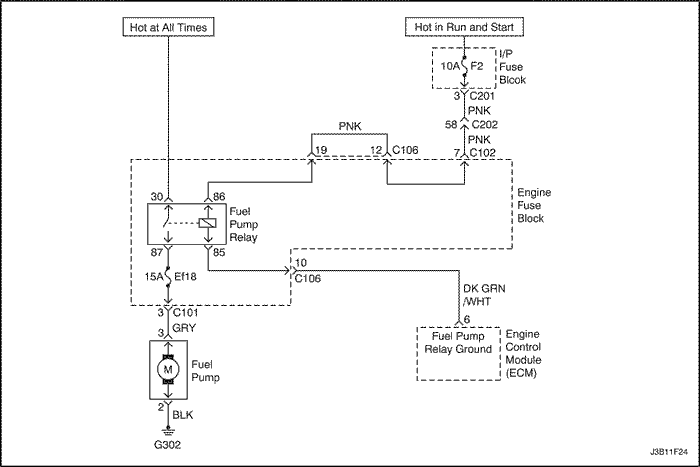 Hot at All Times
Hot in Run and Start
10A F2
I/P
Fuse
Block
3 C201
PNK
58 C202
PNK
7 C102
PNK
19
12 C106
Engine
Fuse
Block
30
86
Fuel
Pump
Relay
87
85
15A Ef18
10
C106
DK GRN
/WHT
3 C101
GRY
3
6
Fuel Pump
Relay Ground
Engine
Control
Module
(ECM)
M
Fuel
Pump
2
BLK
G302
J3B11F24